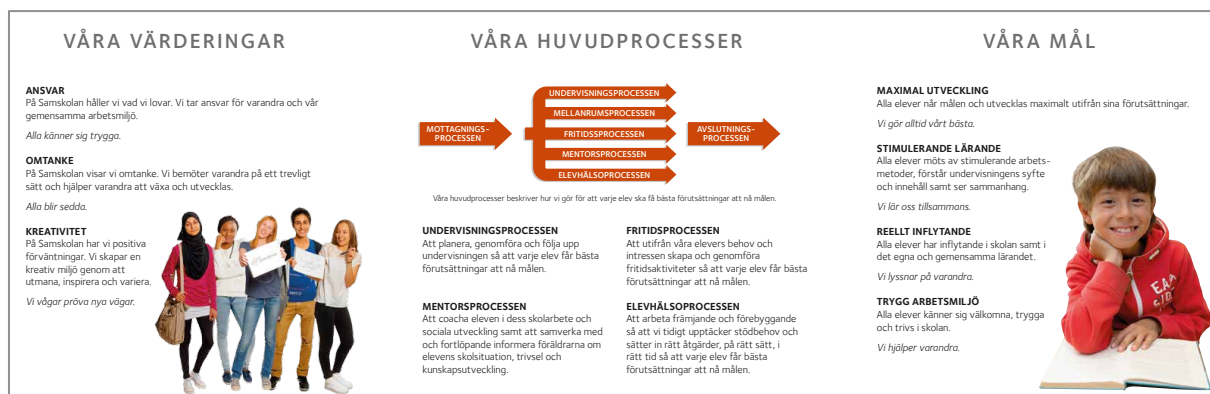 VÅRA VÄRDERINGAR
ANSVAR
På Samskolan håller vi vad vi lovar. Vi tar ansvar för varandra och vår
gemensamma arbetsmiljö.
Alla känner sig trygga.
OMTANKE
På Samskolan visar vi omtanke. Vi bemöter varandra på ett trevligt
sätt och hjälper varandra att växa och utvecklas.
Alla blir sedda.
KREATIVITET
På Samskolan har vi positiva
förväntningar. Vi skapar en
kreativ miljö genom att
utmana, inspirera och variera.
Vi vågar pröva nya vägar.
VÅRA HUVUDPROCESSER
MOTTAGNINGS-
PROCESSEN
UNDERVISNINGSPROCESSEN
MELLANRUMSPROCESSEN
FRITIDSSPROCESSEN
MENTORSPROCESSEN
ELEVHÄLSOPROCESSEN
AVSLUTNINGS-
PROCESSEN
Våra huvudprocesser beskriver hur vi gör för att varje elev ska få bästa förutsättningar att nå målen.
UNDERVISNINGSPROCESSEN
Att planera, genomföra och följa upp
undervisningen så att varje elev får bästa
förutsättningar att nå målen.
MENTORSPROCESSEN
Att coacha eleven i dess skolarbete och
sociala utveckling samt att samverka med
och fortlöpande informera föräldrarna om
elevens skolsituation, trivsel och
kunskapsutveckling.
FRITIDSPROCESSEN
Att utifrån våra elevers behov och
intressen skapa och genomföra
fritidsaktiviteter så att varje elev får bästa
förutsättningar att nå målen.
ELEVHÄLSOPROCESSEN
Att arbeta främjande och förebyggande
så att vi tidigt upptäcker stödbehov och
sätter in rätt åtgärder, på rätt sätt, i
rätt tid så att varje elev får bästa
förutsättningar att nå målen.
VÅRA MÅL
MAXIMAL UTVECKLING
Alla elever når målen och utvecklas maximalt utifrån sina förutsättningar.
Vi gör alltid vårt bästa.
STIMULERANDE LÄRANDE
Alla elever möts av stimulerande arbets-
metoder, förstår undervisningens syfte
och innehåll samt ser sammanhang.
Vi lär oss tillsammans.
REELLT INFLYTANDE
Alla elever har inflytande i skolan samt i
det egna och gemensamma lärandet.
Vi lyssnar på varandra.
TRYGG ARBETSMILJÖ
Alla elever känner sig välkomna, trygga
och trivs i skolan.
Vi hjälper varandra.